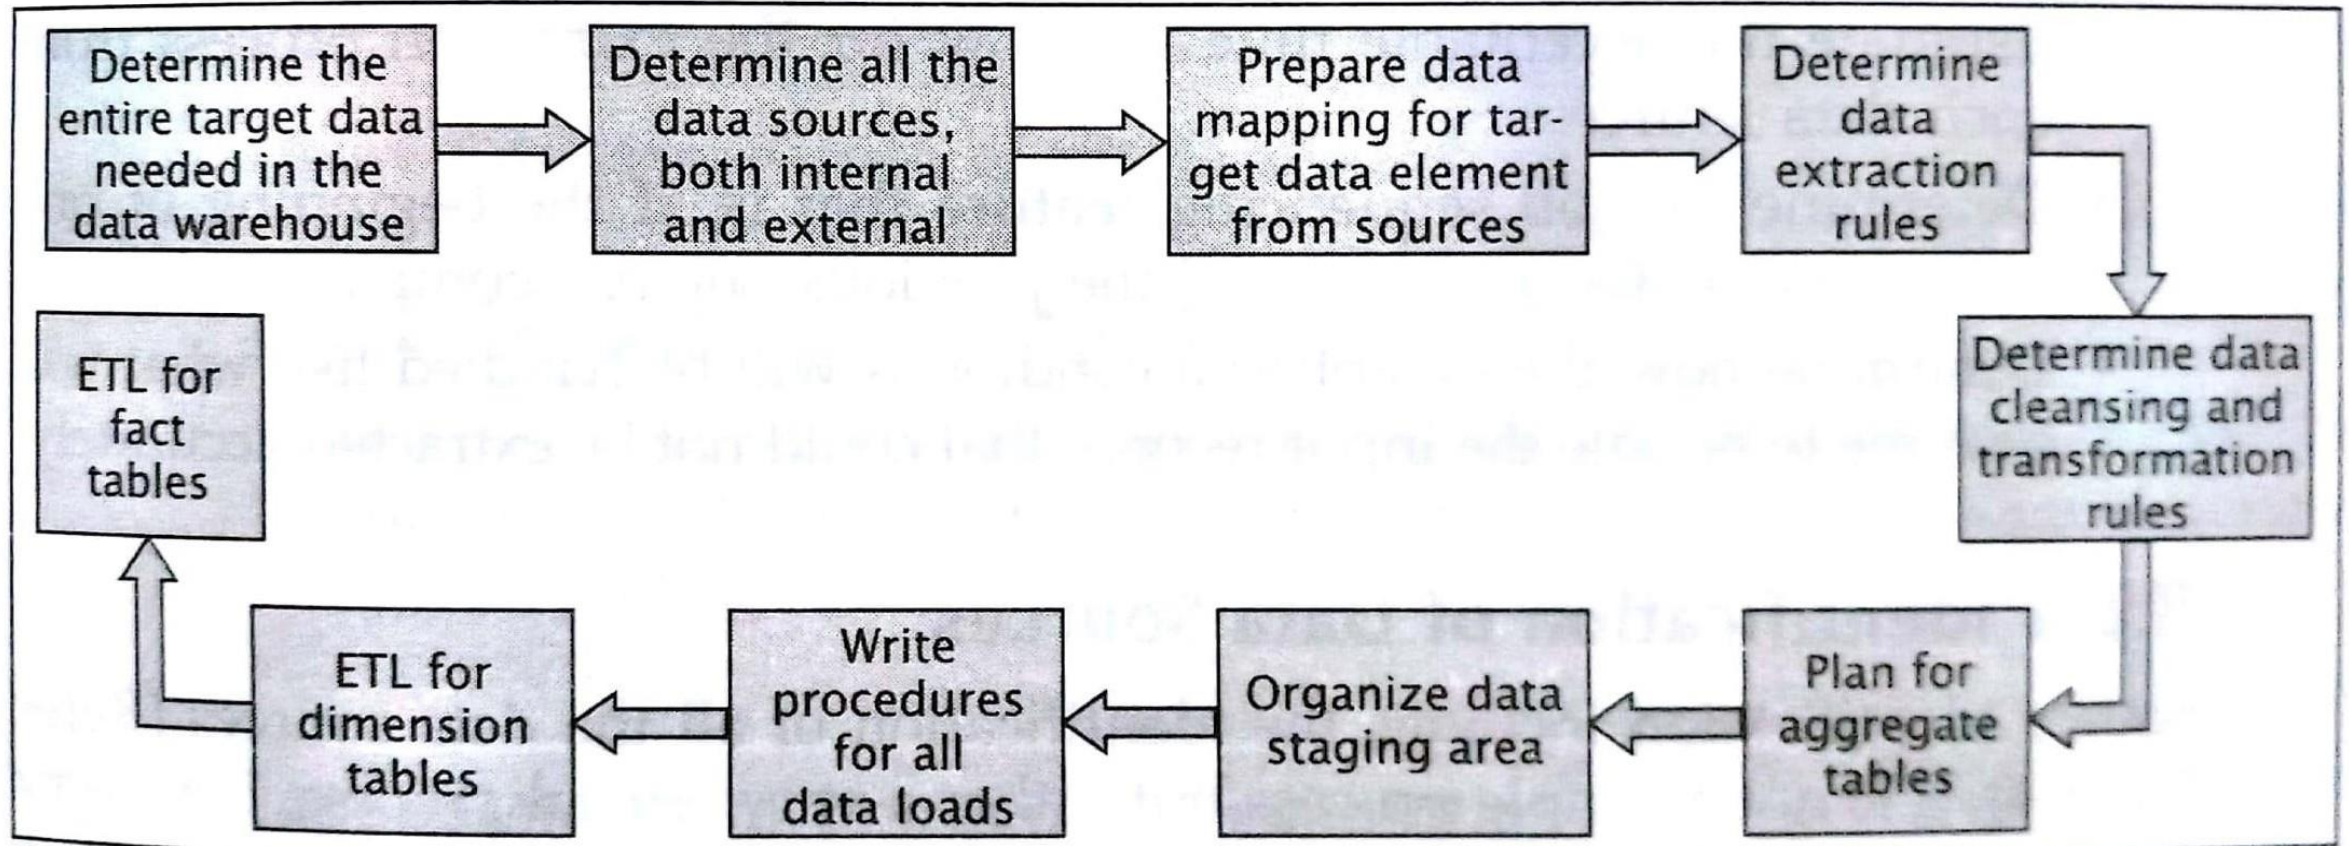 Determine the
entire target data
needed in the
data warehouse
Determine all the
data sources,
both internal
and external
Prepare data
mapping for tar-
get data element
from sources
Determine
data
extraction
rules
Determine data
cleansing and
transformation
rules
Plan for
aggregate
tables
Organize data
staging area
Write
procedures
for all
data loads
ETL for
dimension
tables
ETL for
fact
tables